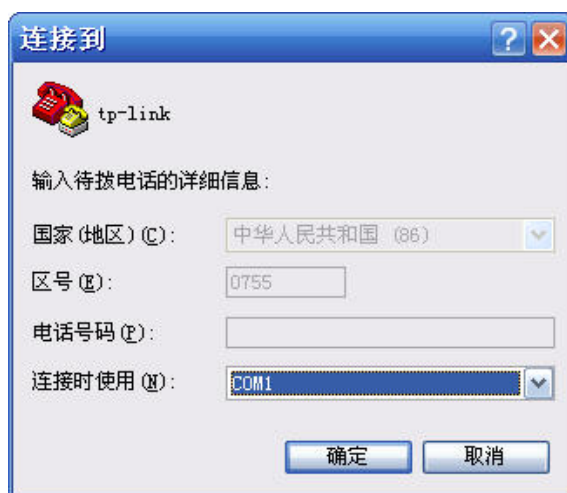 连接到
tp-link
输入待拨电话的详细信息:
国家(地区)(C): 中华人民共和国 (86)
区号(E): 0755
电话号码(P):
连接时使用(N): COM1
确定 取消